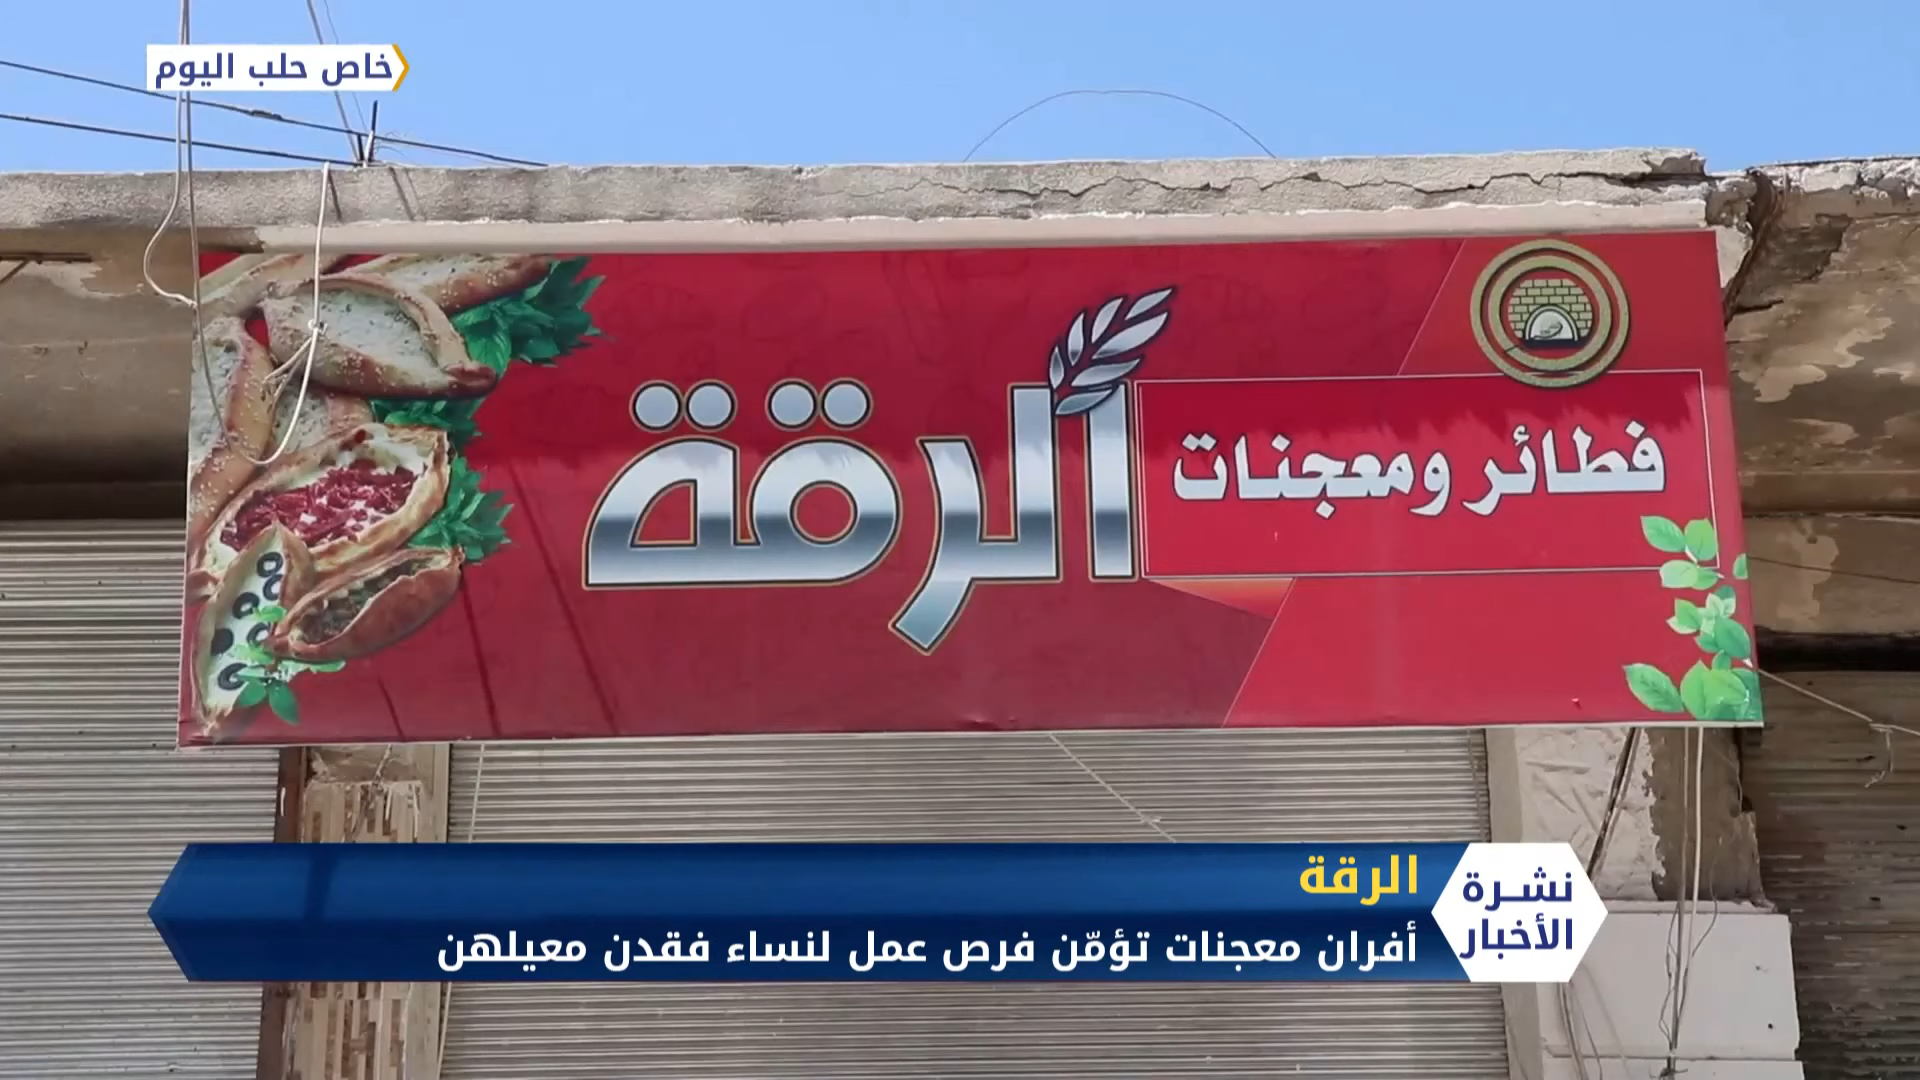 خاص حلب اليوم
فطائر ومعجنات
الرقة
الرقة
أفران معجنات تؤمّن فرص عمل لنساء فقدن معيلهن
نشرة
الأخبار